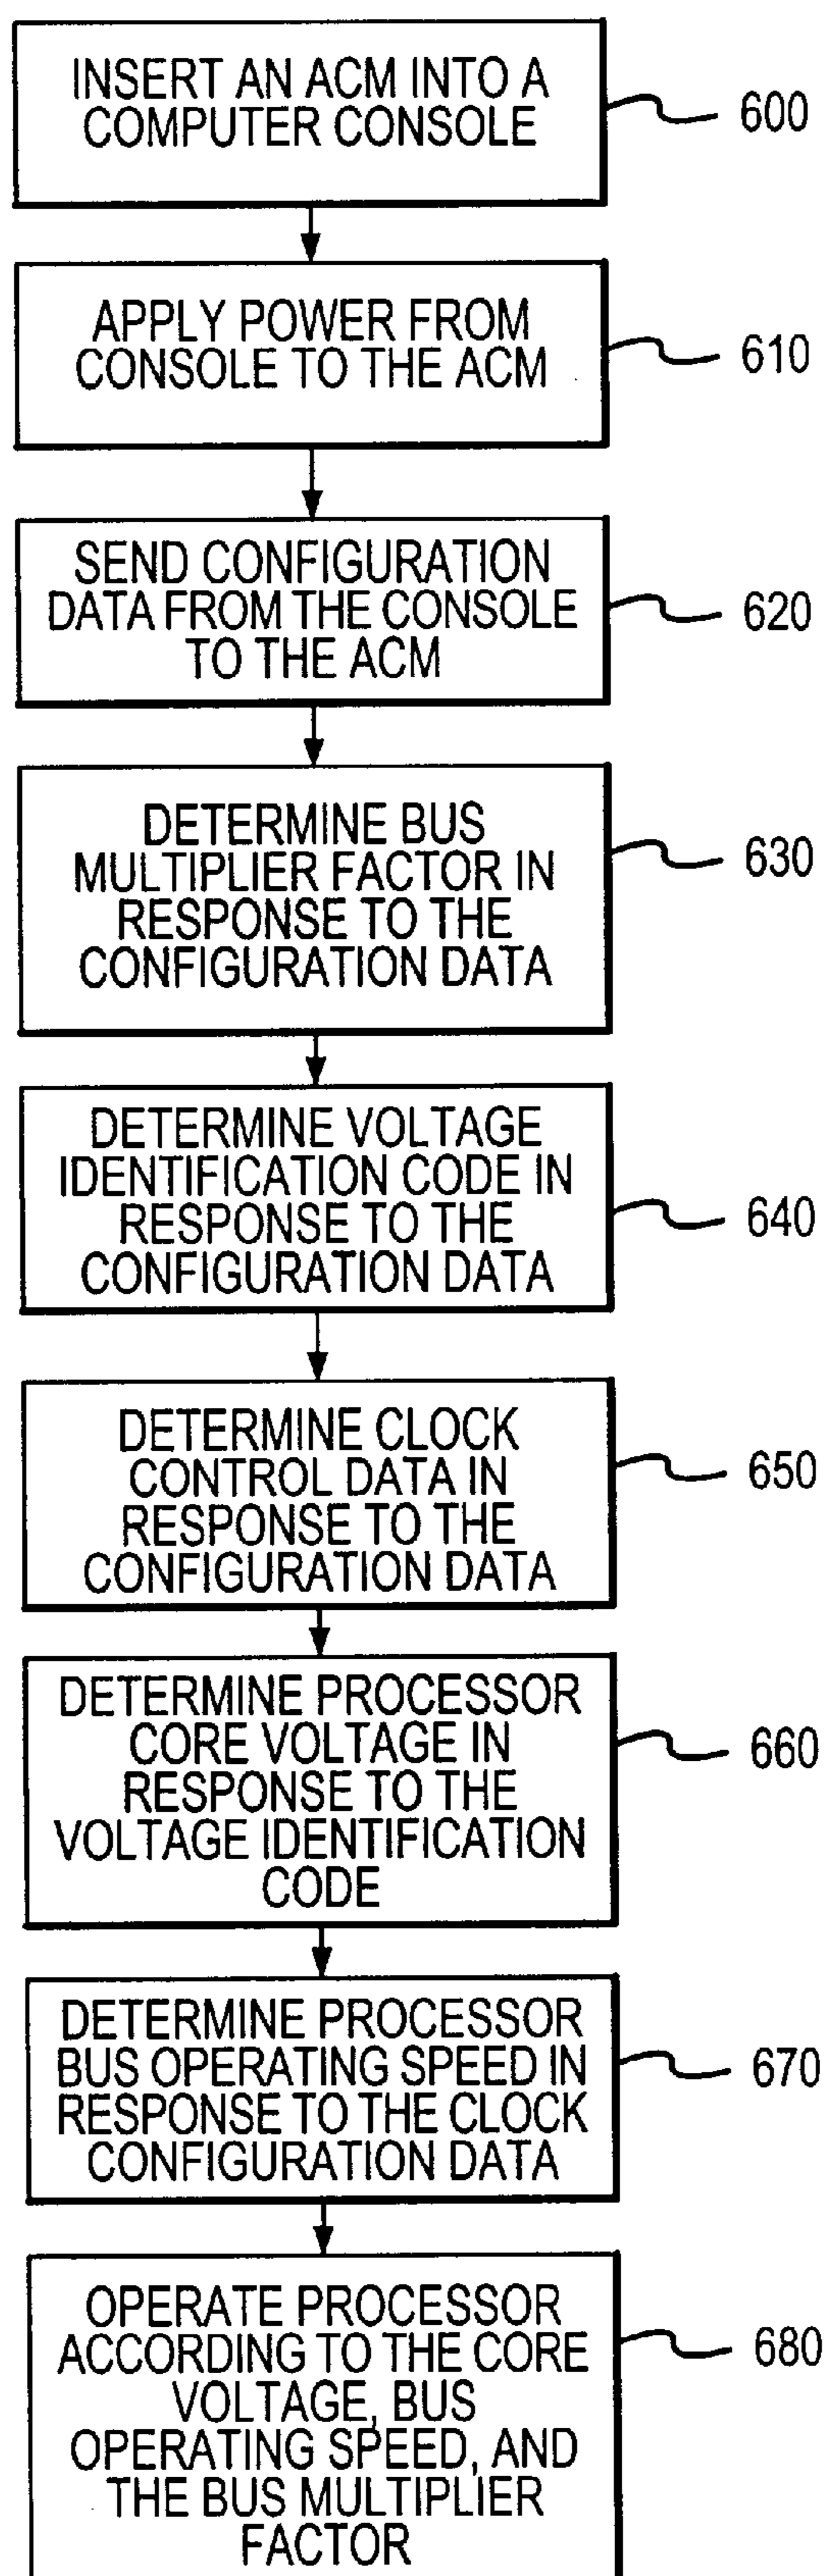 INSERT AN ACM INTO A
COMPUTER CONSOLE
600
APPLY POWER FROM
CONSOLE TO THE ACM
610
SEND CONFIGURATION
DATA FROM THE CONSOLE
TO THE ACM
620
DETERMINE BUS
MULTIPLIER FACTOR IN
RESPONSE TO THE
CONFIGURATION DATA
630
DETERMINE VOLTAGE
IDENTIFICATION CODE IN
RESPONSE TO THE
CONFIGURATION DATA
640
DETERMINE CLOCK
CONTROL DATA IN
RESPONSE TO THE
CONFIGURATION DATA
650
DETERMINE PROCESSOR
CORE VOLTAGE IN
RESPONSE TO THE
VOLTAGE IDENTIFICATION
CODE
660
DETERMINE PROCESSOR
BUS OPERATING SPEED IN
RESPONSE TO THE CLOCK
CONFIGURATION DATA
670
OPERATE PROCESSOR
ACCORDING TO THE CORE
VOLTAGE, BUS
OPERATING SPEED, AND
THE BUS MULTIPLIER
FACTOR
680